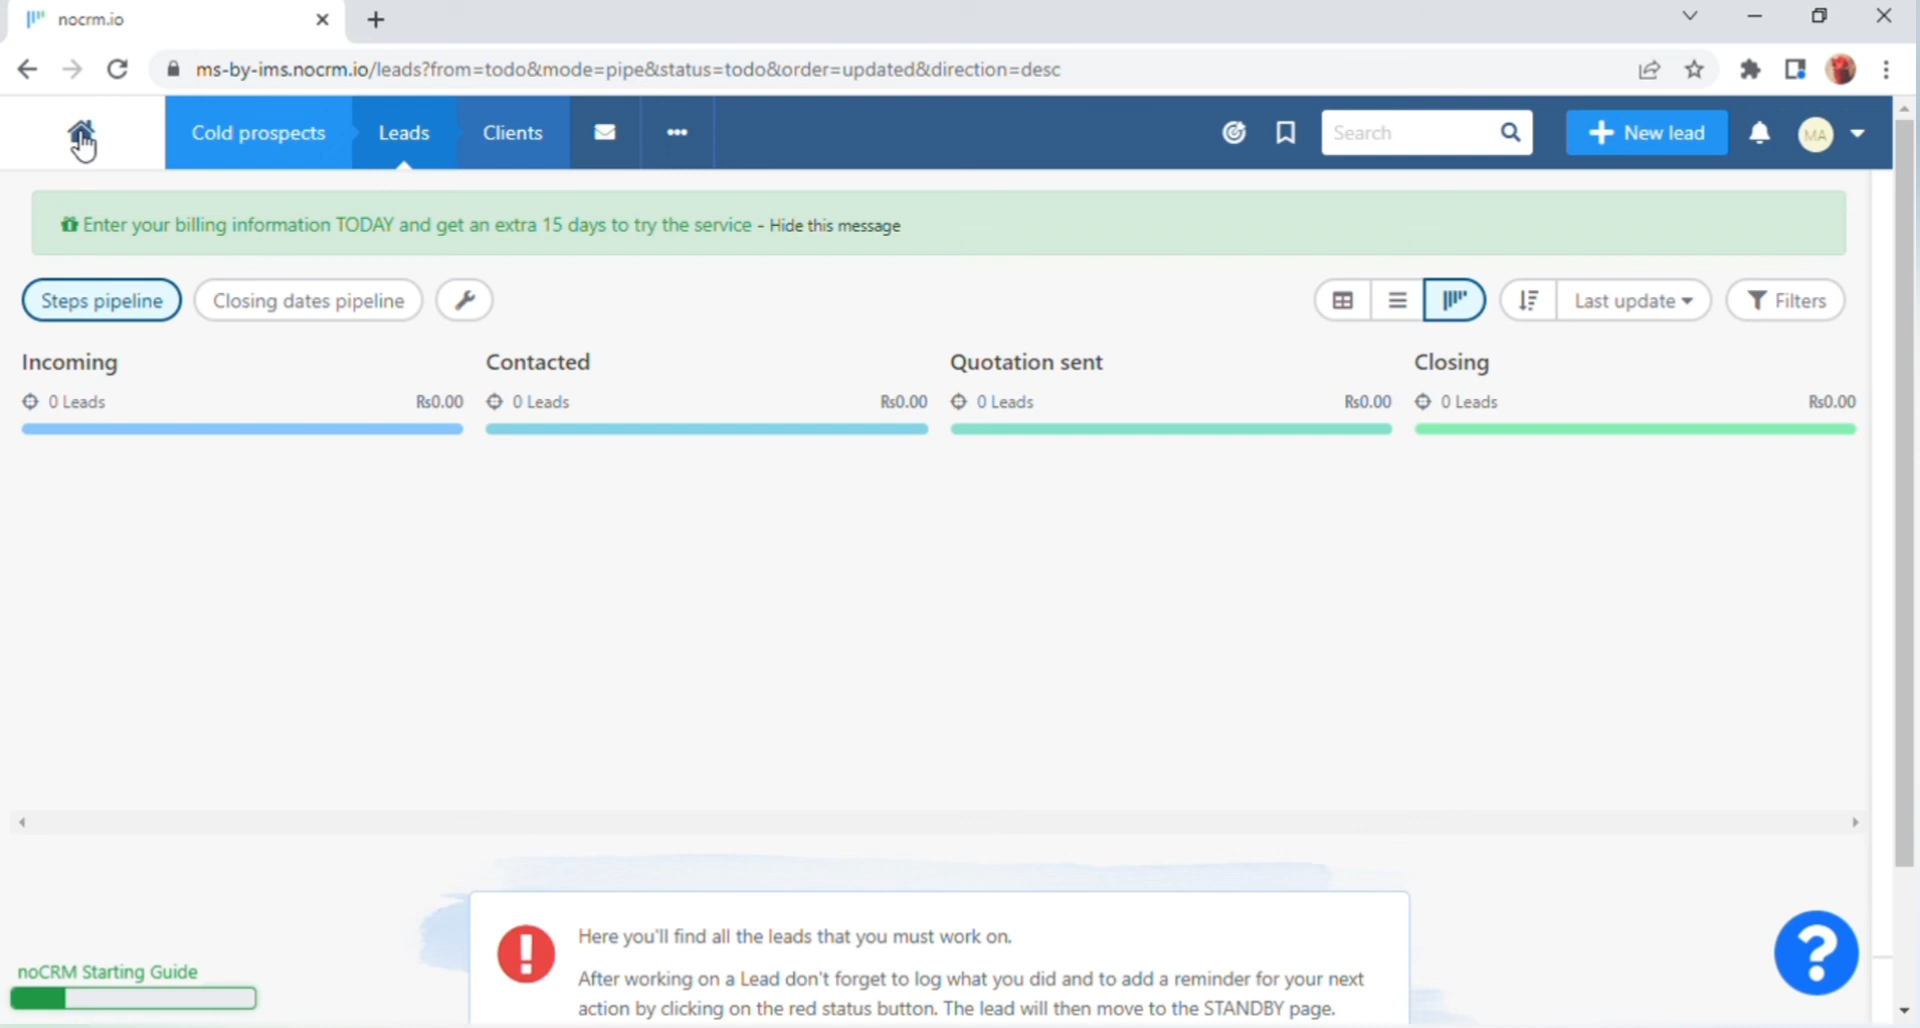 nocrm.io
ms-by-ims.nocrm.io/leads?from=todo&mode=pipe&status=todo&order=updated&direction=desc
Cold prospects Leads Clients Search New lead MA
Enter your billing information TODAY and get an extra 15 days to try the service - Hide this message
Steps pipeline Closing dates pipeline Last update Filters
Incoming Contacted Quotation sent Closing
0 Leads Rs0.00 0 Leads Rs0.00 0 Leads Rs0.00 0 Leads Rs0.00
Here you'll find all the leads that you must work on.
After working on a Lead don't forget to log what you did and to add a reminder for your next
action by clicking on the red status button. The lead will then move to the STANDBY page.
noCRM Starting Guide